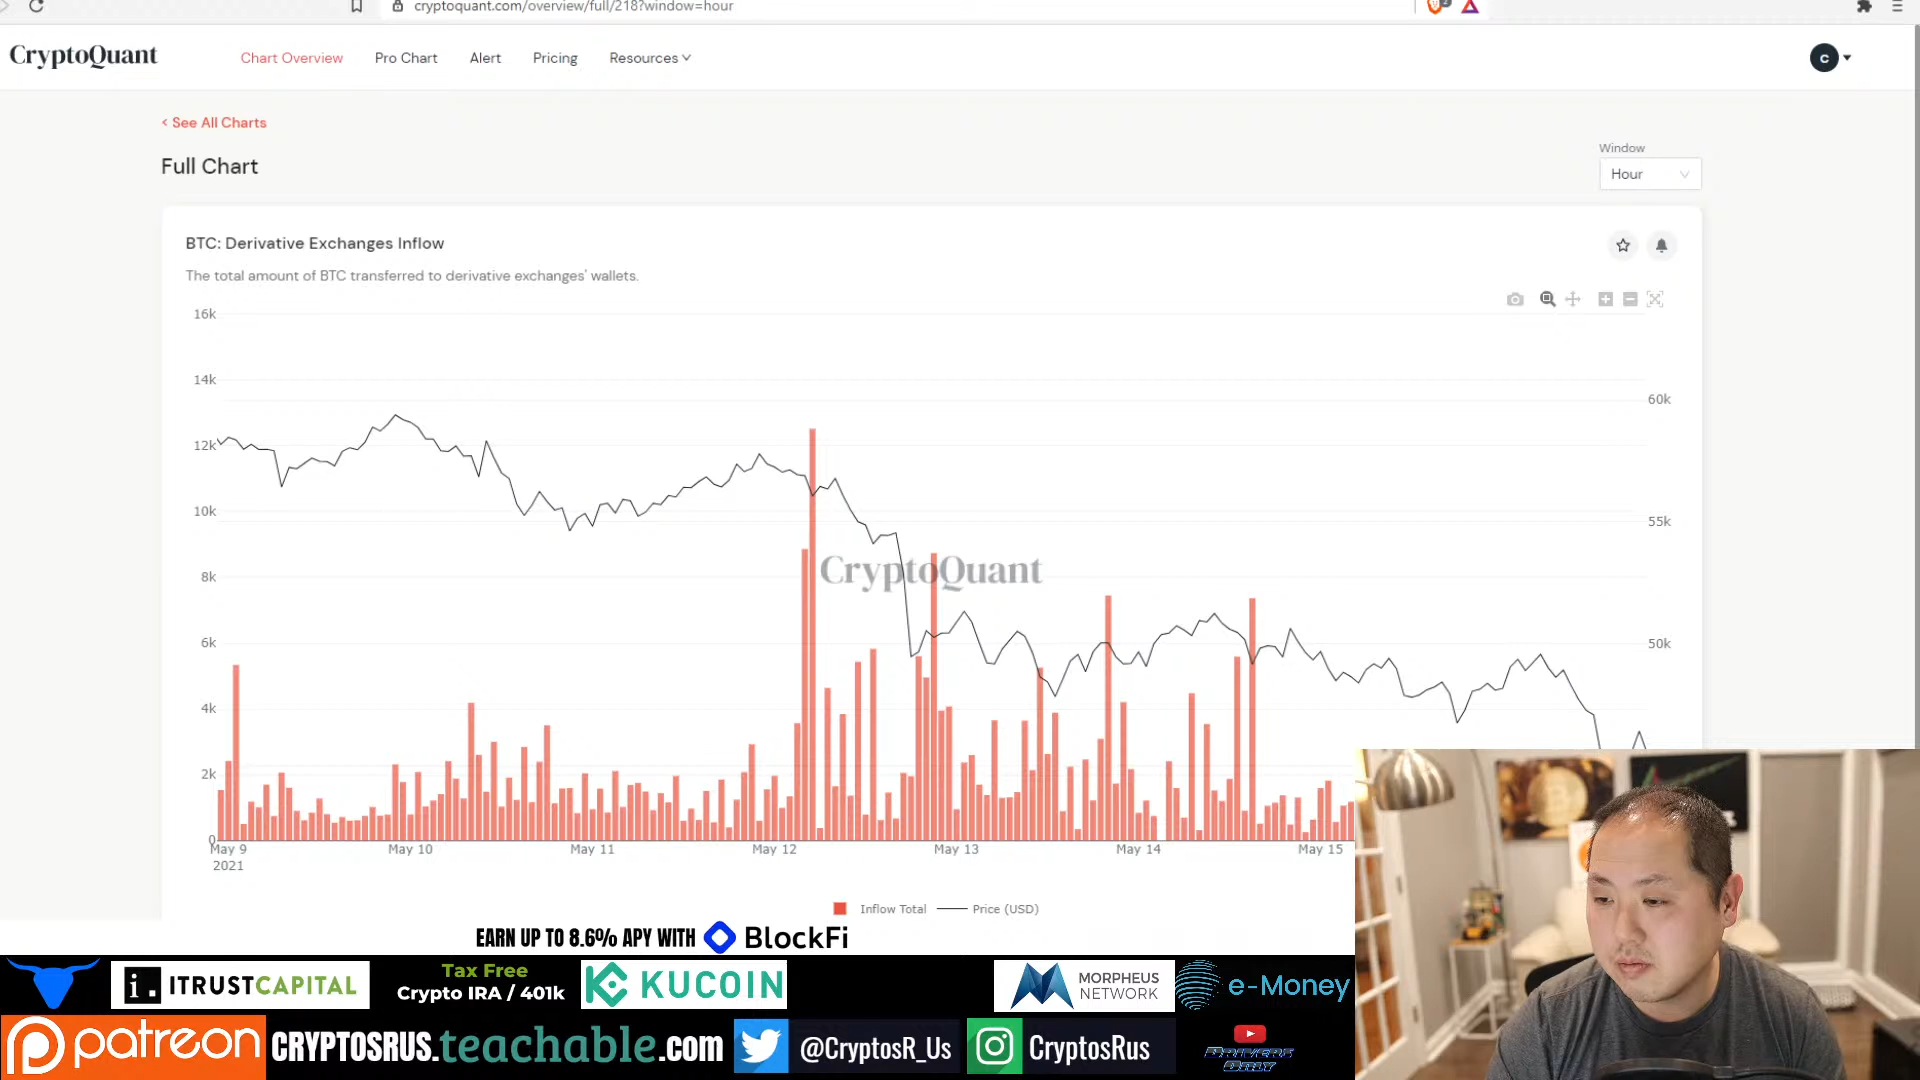 cryptoquant.com/overview/full/218?window=hour
CryptoQuant
Chart Overview
Pro Chart
Alert
Pricing
Resources
C
< See All Charts
Full Chart
Window
Hour
BTC: Derivative Exchanges Inflow
The total amount of BTC transferred to derivative exchanges' wallets.
16k
14k
12k
10k
8k
6k
4k
2k
0
60k
55k
50k
CryptoQuant
May 9
2021
May 10
May 11
May 12
May 13
May 14
May 15
Inflow Total
Price (USD)
EARN UP TO 8.6% APY WITH BlockFi
i. ITRUSTCAPITAL
Tax Free
Crypto IRA / 401k
KUCOIN
MORPHEUS
NETWORK
e-Money
patreon
CRYPTOSRUS.teachable.com
@CryptosR_Us
CryptosRus
DRIVERS
ONLY